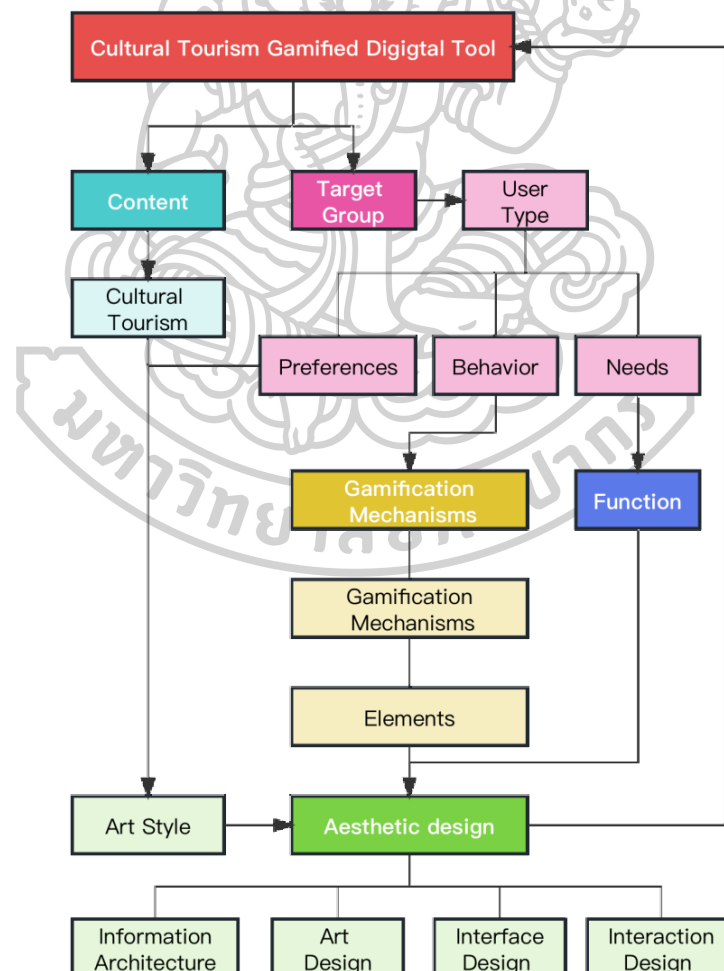 Cultural Tourism Gamified Digigtal Tool
Content
Target
Group
User
Type
Cultural
Tourism
Preferences
Behavior
Needs
Gamification
Mechanisms
Function
Gamification
Mechanisms
Elements
Art Style
Aesthetic design
Information
Architecture
Art
Design
Interface
Design
Interaction
Design